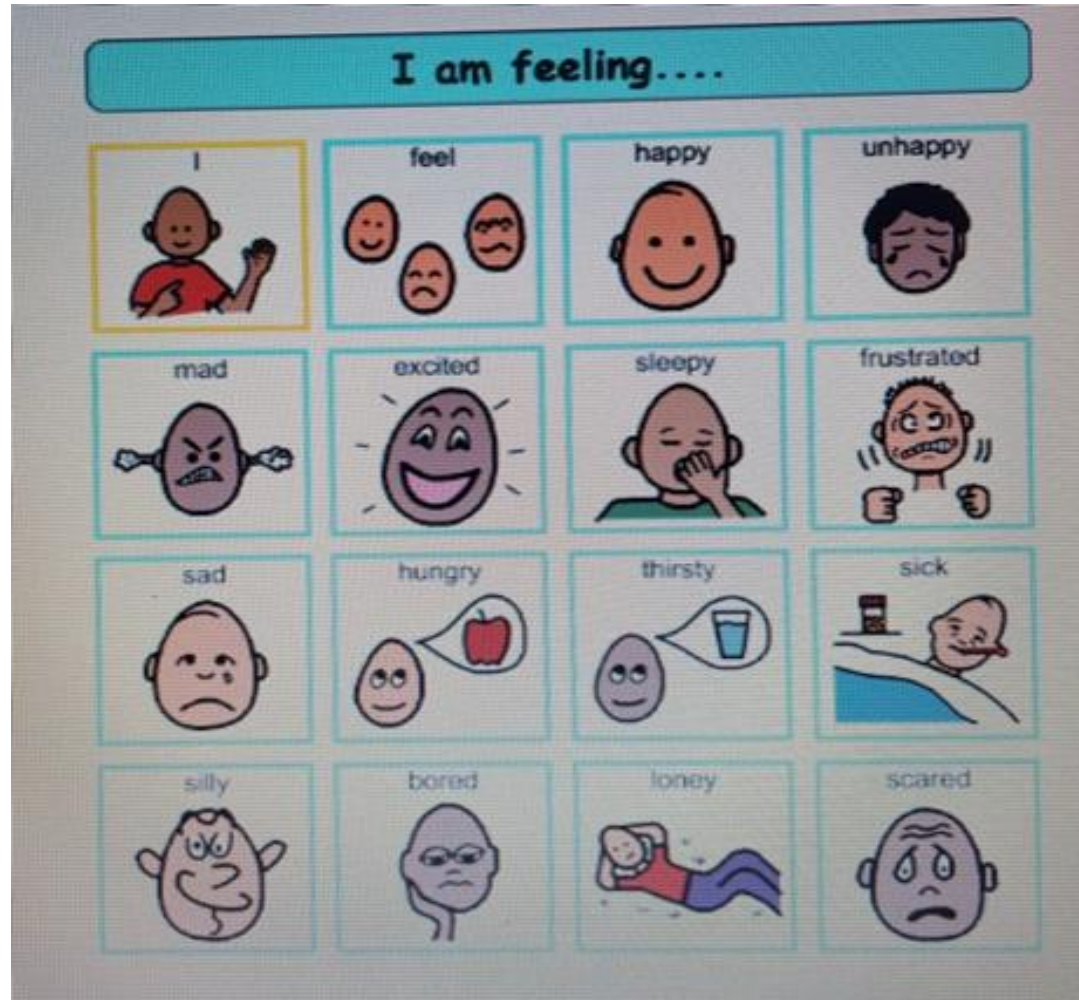 I am feeling....
I feel happy unhappy
mad excited sleepy frustrated
sad hungry thirsty sick
silly bored loney scared